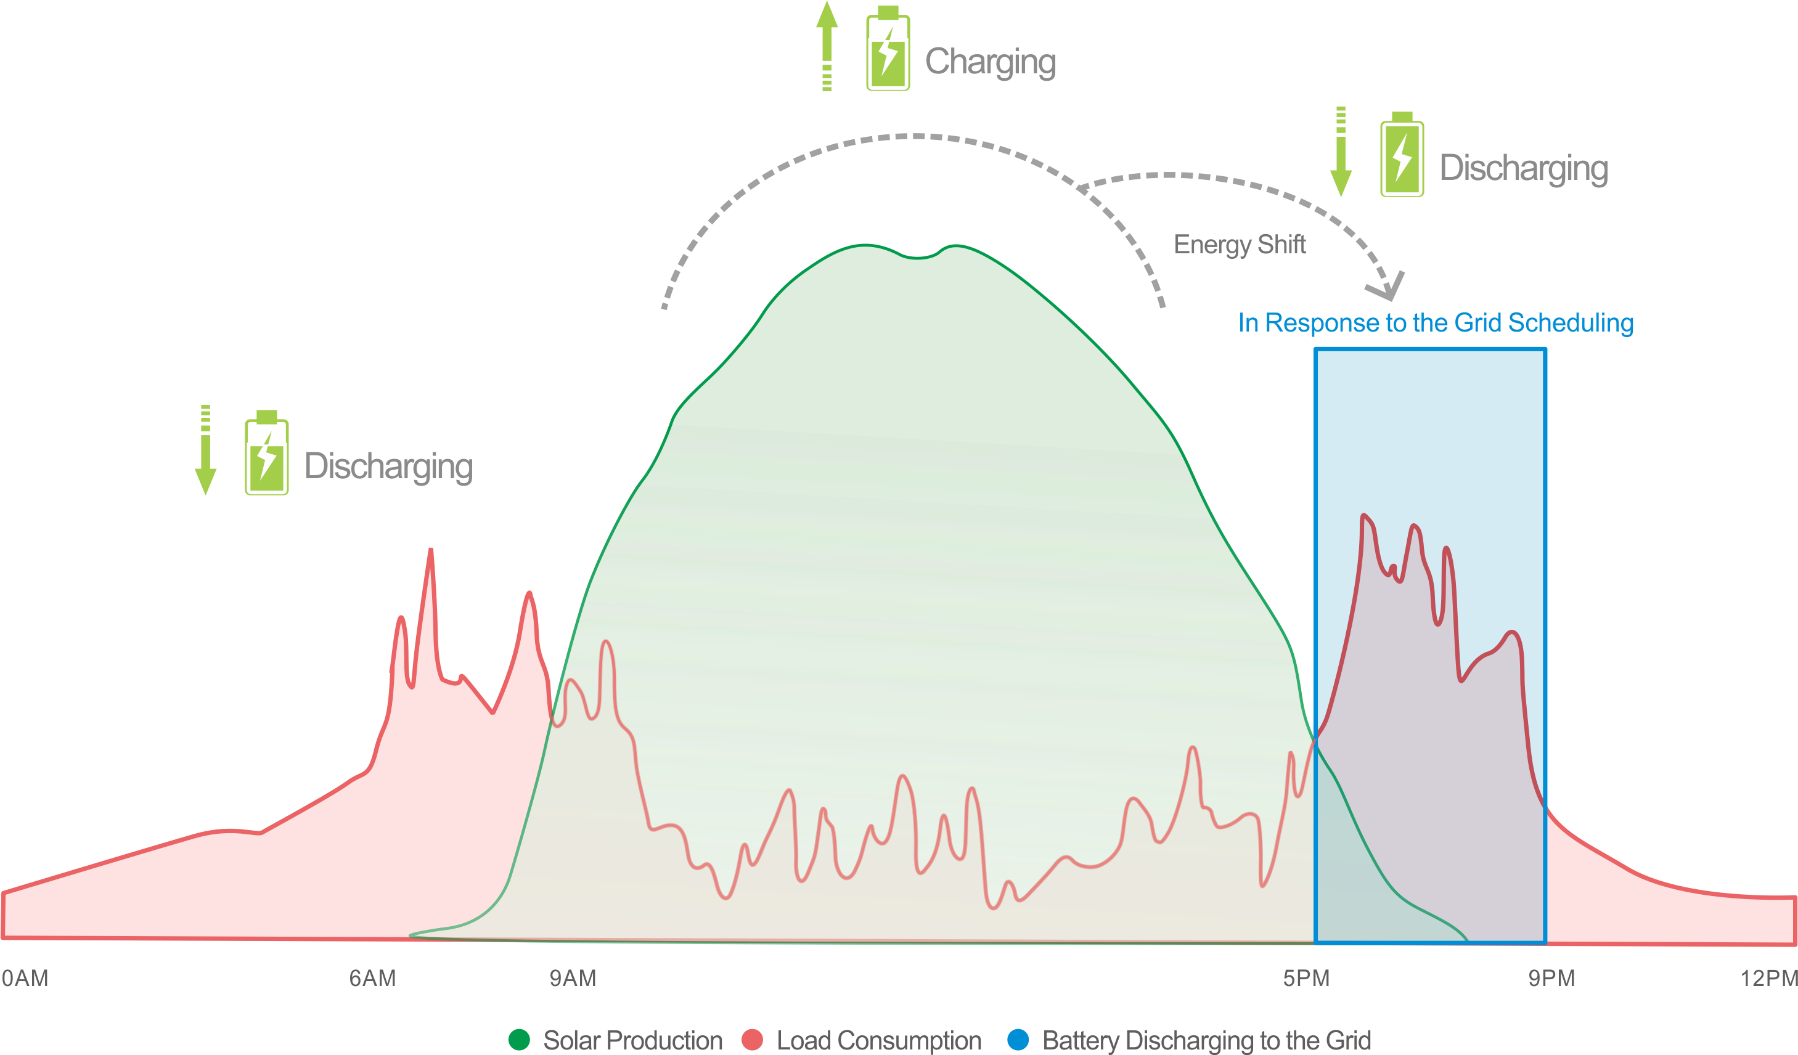 Charging
Discharging
Energy Shift
In Response to the Grid Scheduling
Discharging
0AM 6AM 9AM 5PM 9PM 12PM
Solar Production Load Consumption Battery Discharging to the Grid